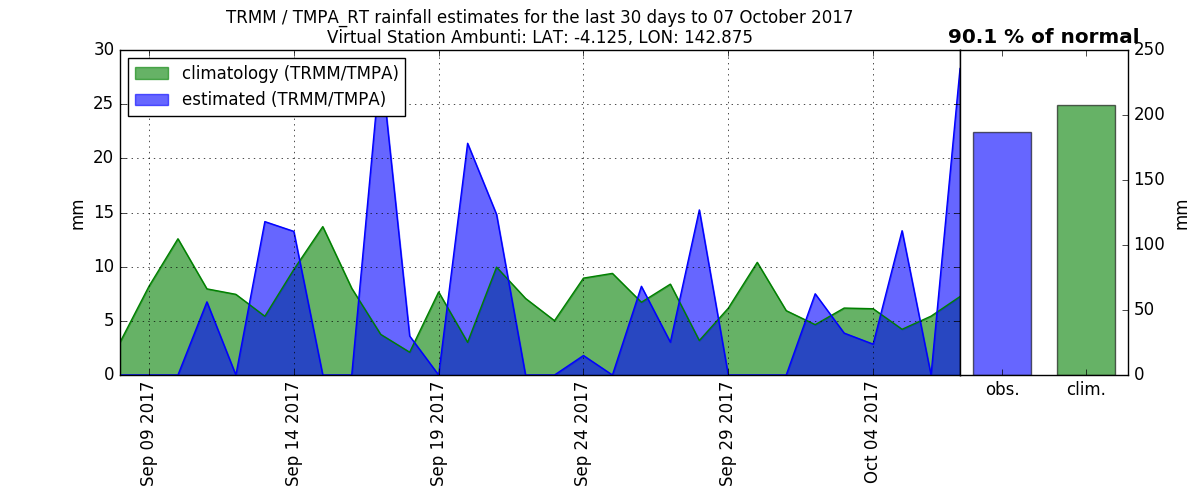 TRMM / TMPA_RT rainfall estimates for the last 30 days to 07 October 2017
Virtual Station Ambunti: LAT: -4.125, LON: 142.875
90.1 % of normal
climatology (TRMM/TMPA)
estimated (TRMM/TMPA)
30
25
20
15
10
5
0
mm
Sep 09 2017
Sep 14 2017
Sep 19 2017
Sep 24 2017
Sep 29 2017
Oct 04 2017
obs.
clim.
250
200
150
100
50
0
mm